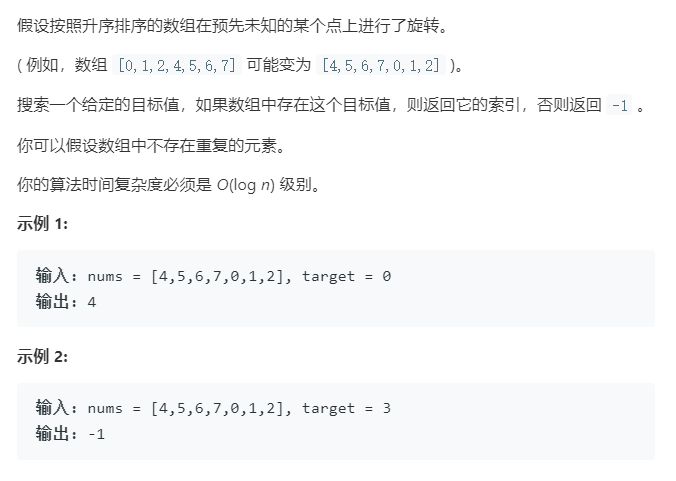 假设按照升序排序的数组在预先未知的某个点上进行了旋转。
( 例如，数组 [0,1,2,4,5,6,7] 可能变为 [4,5,6,7,0,1,2] )。
搜索一个给定的目标值，如果数组中存在这个目标值，则返回它的索引，否则返回 -1 。
你可以假设数组中不存在重复的元素。
你的算法时间复杂度必须是 O(log n) 级别。
示例 1:
输入：nums = [4,5,6,7,0,1,2], target = 0
输出：4
示例 2:
输入：nums = [4,5,6,7,0,1,2], target = 3
输出：-1